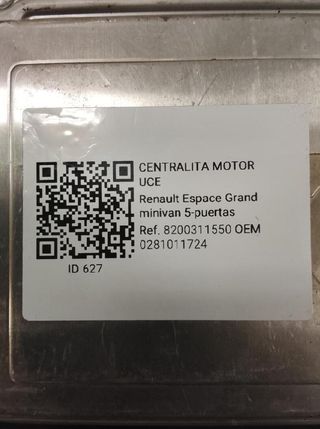 CENTRALITA MOTOR
UCE
Renault Espace Grand
minivan 5-puertas
Ref. 8200311550 OEM
0281011724
ID 627